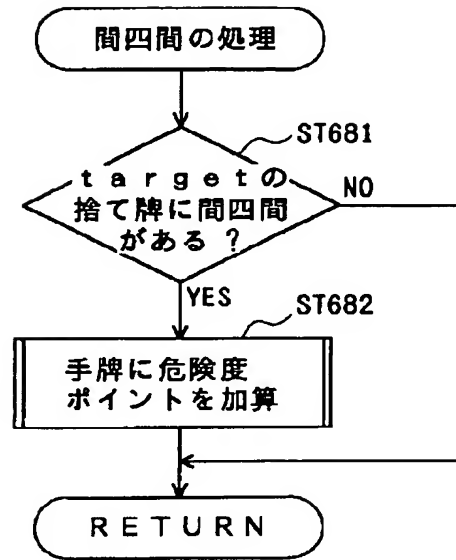 間四間の処理
ST681
targetの
捨て牌に間四間
がある?
NO
YES
ST682
手牌に危険度
ポイントを加算
RETURN